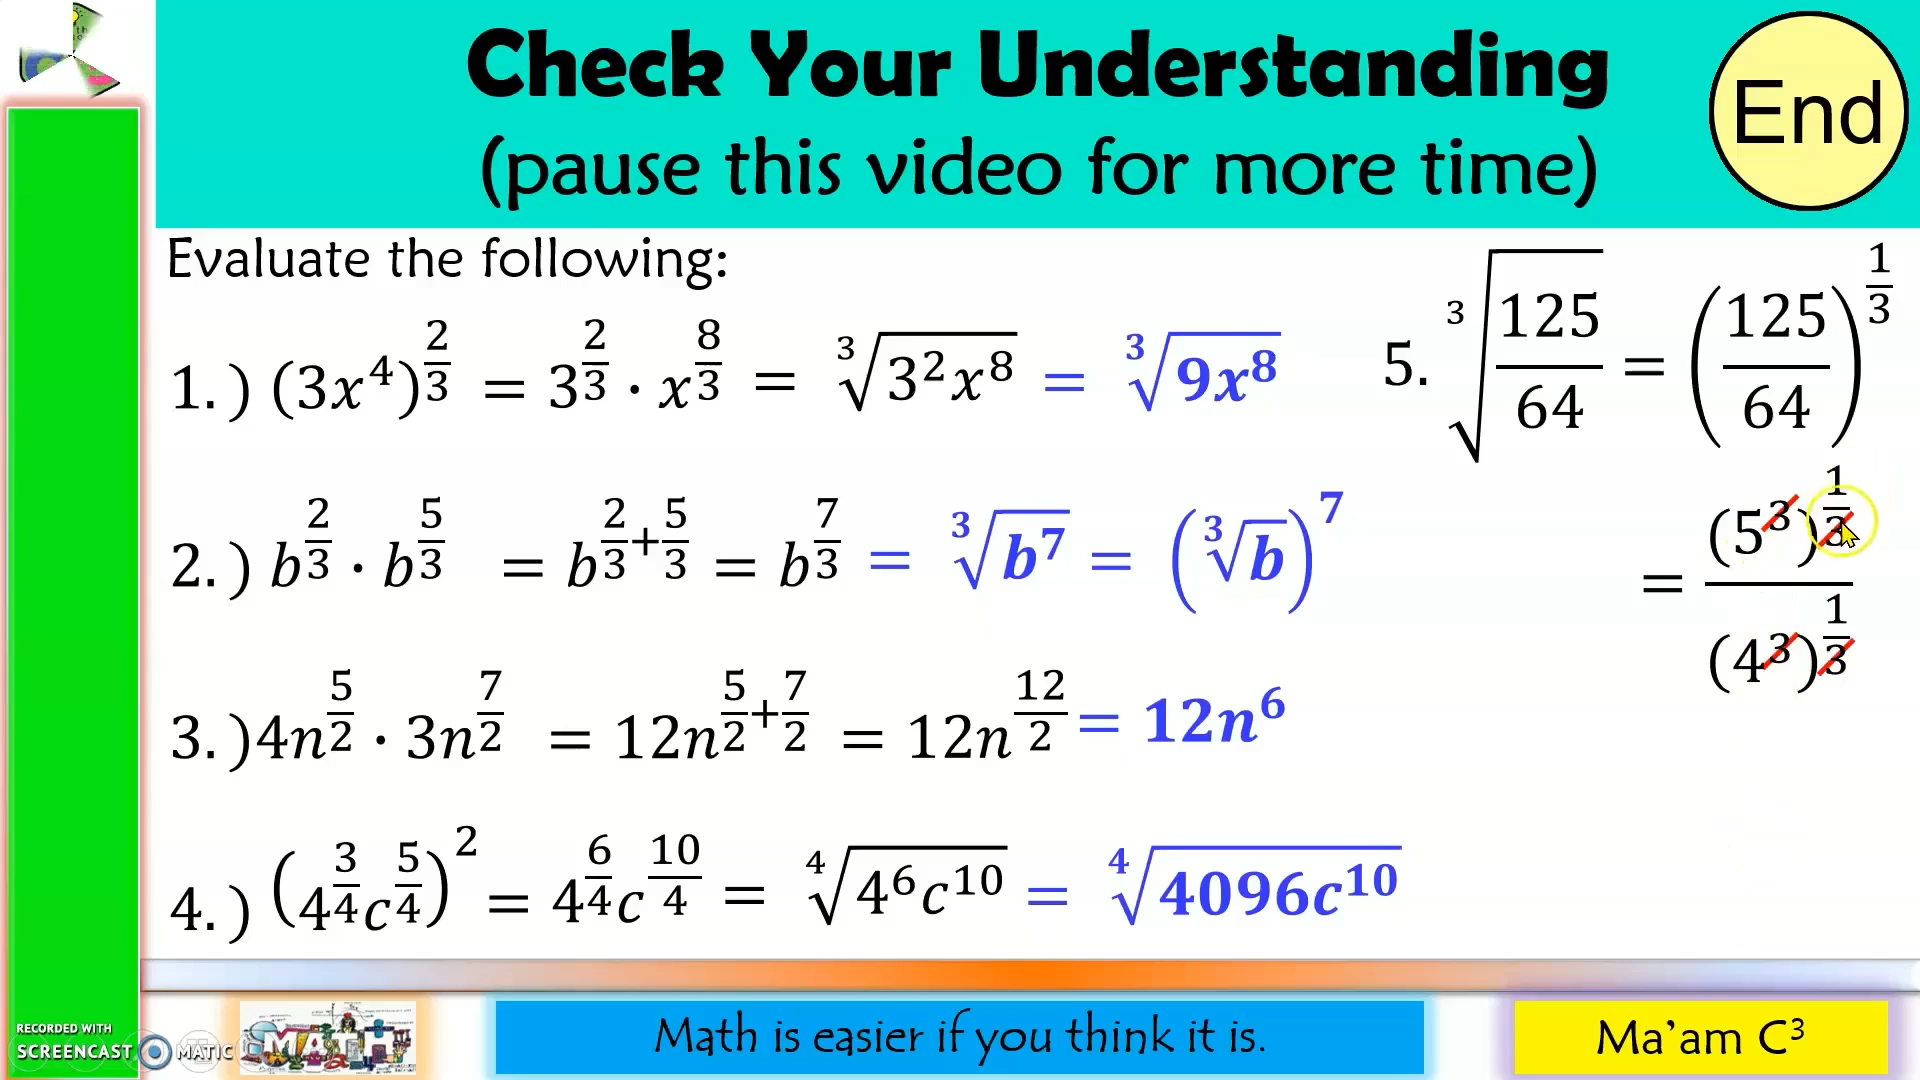 Check Your Understanding
(pause this video for more time)
End
Evaluate the following:
1.) (3x⁴)^(2/3) = 3^(2/3) · x^(8/3) = ∛(3²x⁸) = ∛(9x⁸)
2.) b^(2/3) · b^(5/3) = b^(2/3+5/3) = b^(7/3) = ∛(b⁷) = (∛b)⁷
3.) 4n^(5/2) · 3n^(7/2) = 12n^(5/2+7/2) = 12n^(12/2) = 12n⁶
4.) (4^(3/4)c^(5/4))² = 4^(6/4)c^(10/4) = ∜(4⁶c¹⁰) = ∜(4096c¹⁰)
5. ∛(125/64) = (125/64)^(1/3)
= (5³)^(1/3)/(4³)^(1/3)
RECORDED WITH
SCREENCAST MATIC
MATH
Math is easier if you think it is.
Ma'am C³